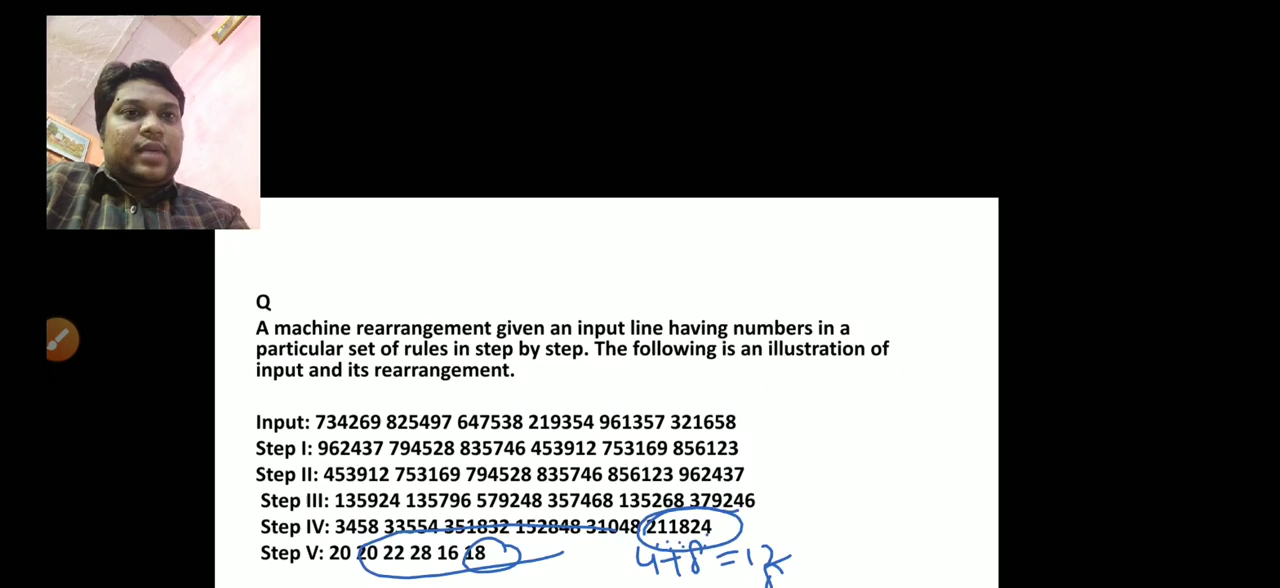 Q
A machine rearrangement given an input line having numbers in a
particular set of rules in step by step. The following is an illustration of
input and its rearrangement.
Input: 734269 825497 647538 219354 961357 321658
Step I: 962437 794528 835746 453912 753169 856123
Step II: 453912 753169 794528 835746 856123 962437
Step III: 135924 135796 579248 357468 135268 379246
Step IV: 3458 33554 351832 152848 31048 211824
Step V: 20 20 22 28 16 18
4+8=1